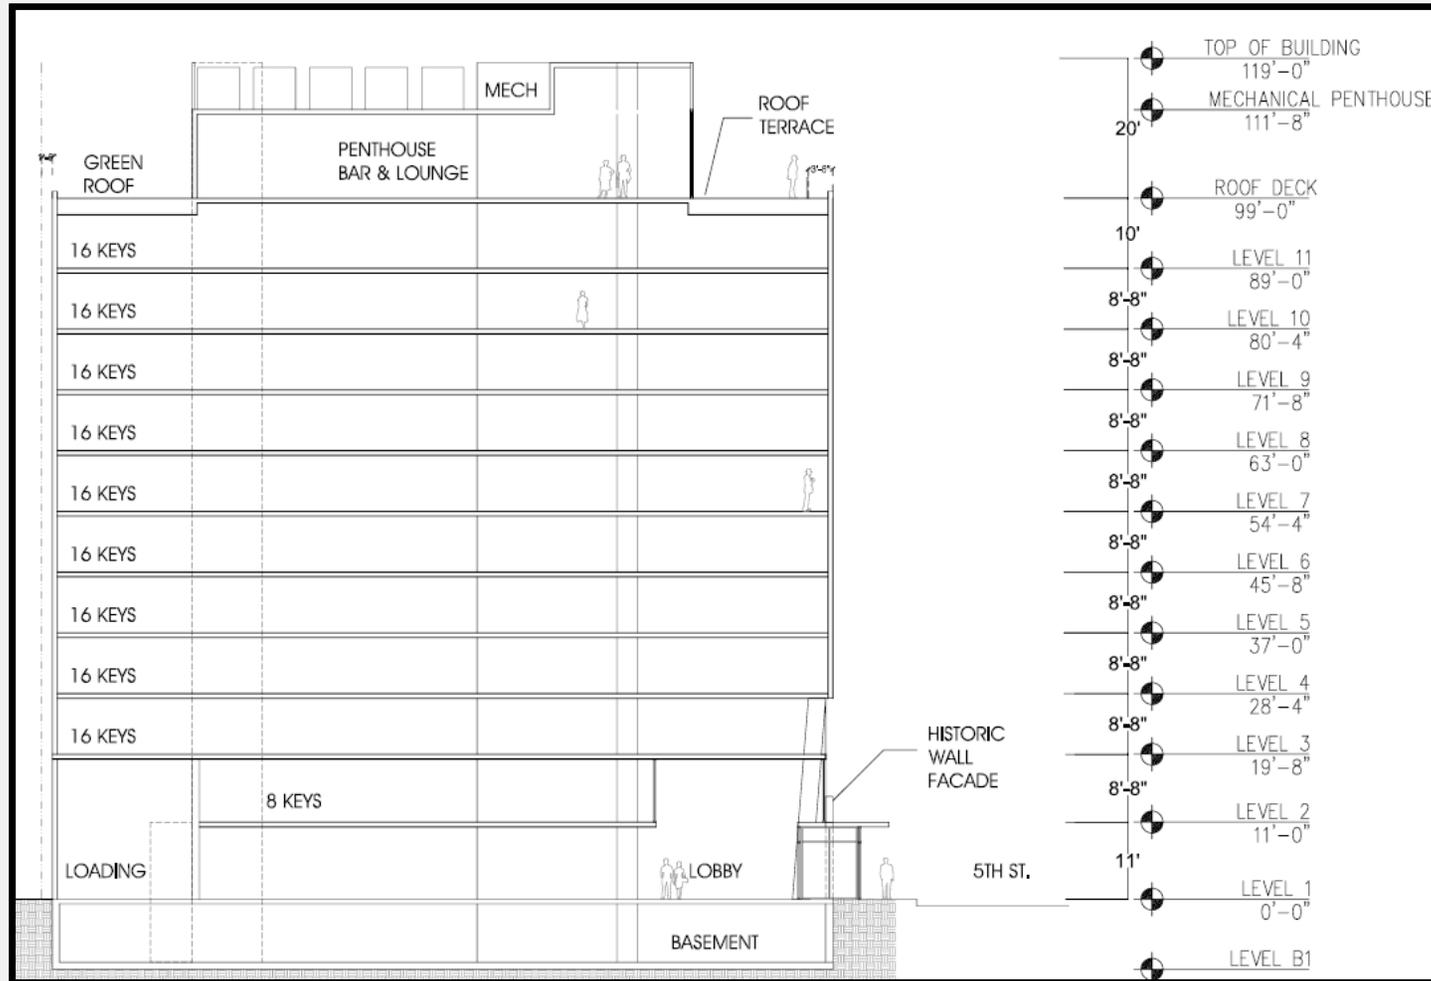 TOP OF BUILDING
119'-0"
MECHANICAL PENTHOUSE
111'-8"
20'
MECH
ROOF
TERRACE
PENTHOUSE
BAR & LOUNGE
GREEN
ROOF
3'-6"
ROOF DECK
99'-0"
10'
16 KEYS
LEVEL 11
89'-0"
8'-8"
16 KEYS
LEVEL 10
80'-4"
8'-8"
16 KEYS
LEVEL 9
71'-8"
8'-8"
16 KEYS
LEVEL 8
63'-0"
8'-8"
16 KEYS
LEVEL 7
54'-4"
8'-8"
16 KEYS
LEVEL 6
45'-8"
8'-8"
16 KEYS
LEVEL 5
37'-0"
8'-8"
16 KEYS
LEVEL 4
28'-4"
8'-8"
16 KEYS
HISTORIC
WALL
FACADE
LEVEL 3
19'-8"
8'-8"
8 KEYS
LEVEL 2
11'-0"
11'
LOADING
LOBBY
5TH ST.
LEVEL 1
0'-0"
BASEMENT
LEVEL B1